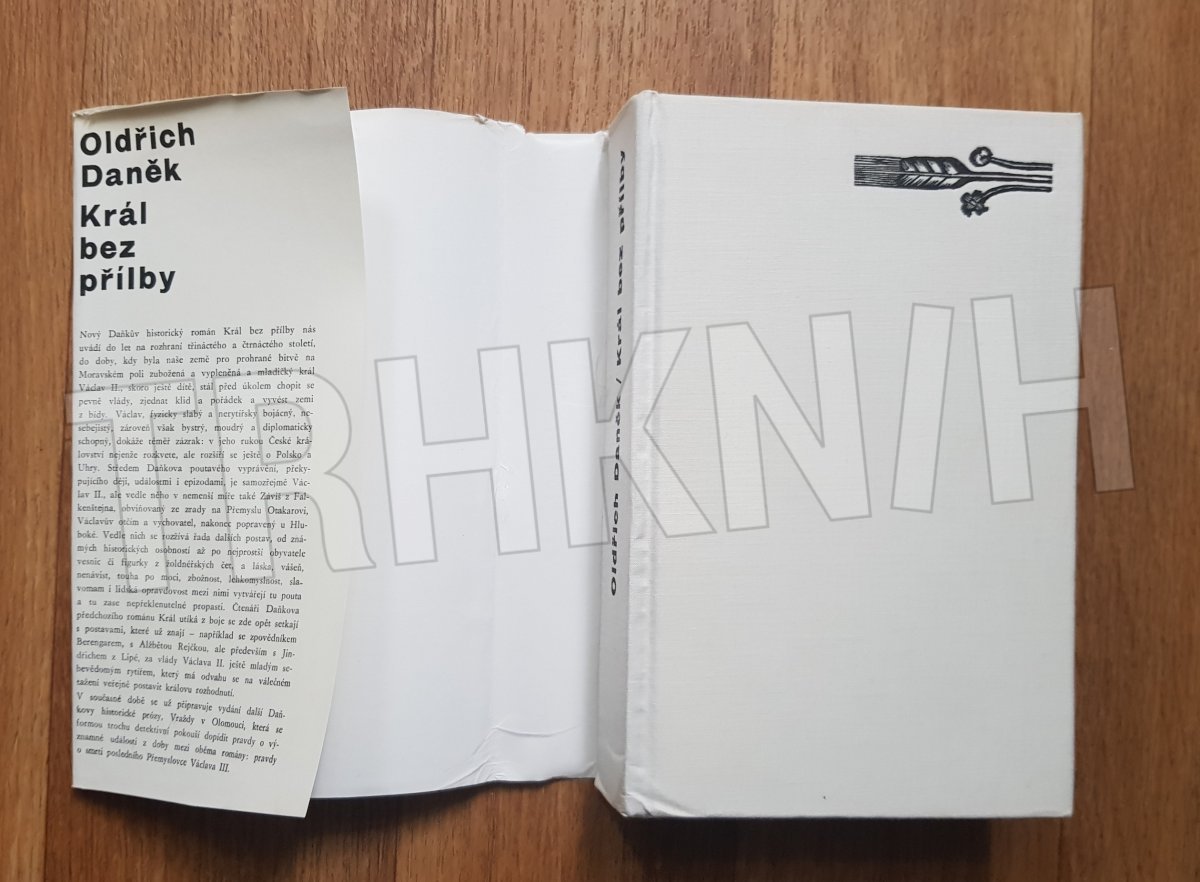 Oldřich
Daněk
Král
bez
přílby
Nový Daňkův historický román Král bez přílby nás
uvádí do let na rozhraní třináctého a čtrnáctého století,
do doby, kdy byla naše země pro prohrané bitvě na
Moravském poli zubožená a vypleněná a mladičký král
Václav II., skoro ještě dítě, stál před úkolem chopit se
pevně vlády, zjednat klid a pořádek a vyvést zemi
z bídy. Václav, fyzicky slabý a nerytířsky bojácný, ne-
sebejistý, zároveň však bystrý, moudrý a diplomaticky
schopný, dokáže téměř zázrak: v jeho rukou České krá-
lovství nejenže rozkvete, ale rozšíří se ještě o Polsko a
Uhry. Středem Daňkova poutavého vyprávění, překy-
pujícího ději, událostmi i epizodami, je samozřejmě Vác-
lav II., ale vedle něho v nemenší míře také Záviš z Fal-
kenštejna, obviňovaný ze zrady na Přemyslu Otakarovi,
Václavův otčím a vychovatel, nakonec popravený u Hlu-
boké. Vedle nich se rozžívá řada dalších postav, od zná-
mých historických osobností až po nejprostší obyvatele
vesnic či figurky z žoldnéřských čet, a láska, vášeň,
nenávist, touha po moci, zbožnost, lehkomyslnost, sla-
vomam i lidská opravdovost mezi nimi vytvářejí tu pouta
a tu zase nepřeklenutelné propasti. Čtenáři Daňkova
předchozího románu Král utíká z boje se zde opět setkají
s postavami, které už znají – například se zpovědníkem
Berengarem, s Alžbětou Rejčkou, ale především s Jin-
dřichem z Lipé, za vlády Václava II. ještě mladým se-
bevědomým rytířem, který má odvahu se na válečném
tažení veřejně postavit královu rozhodnutí.
V současné době se už připravuje vydání další Daň-
kovy historické prózy, Vraždy v Olomouci, která se
formou trochu detektivní pokouší dopídit pravdy o vý-
znamné události z doby mezi oběma romány: pravdy
o smrti posledního Přemyslovce Václava III.
Oldřich Daněk / Král bez přílby
TRHKNIH